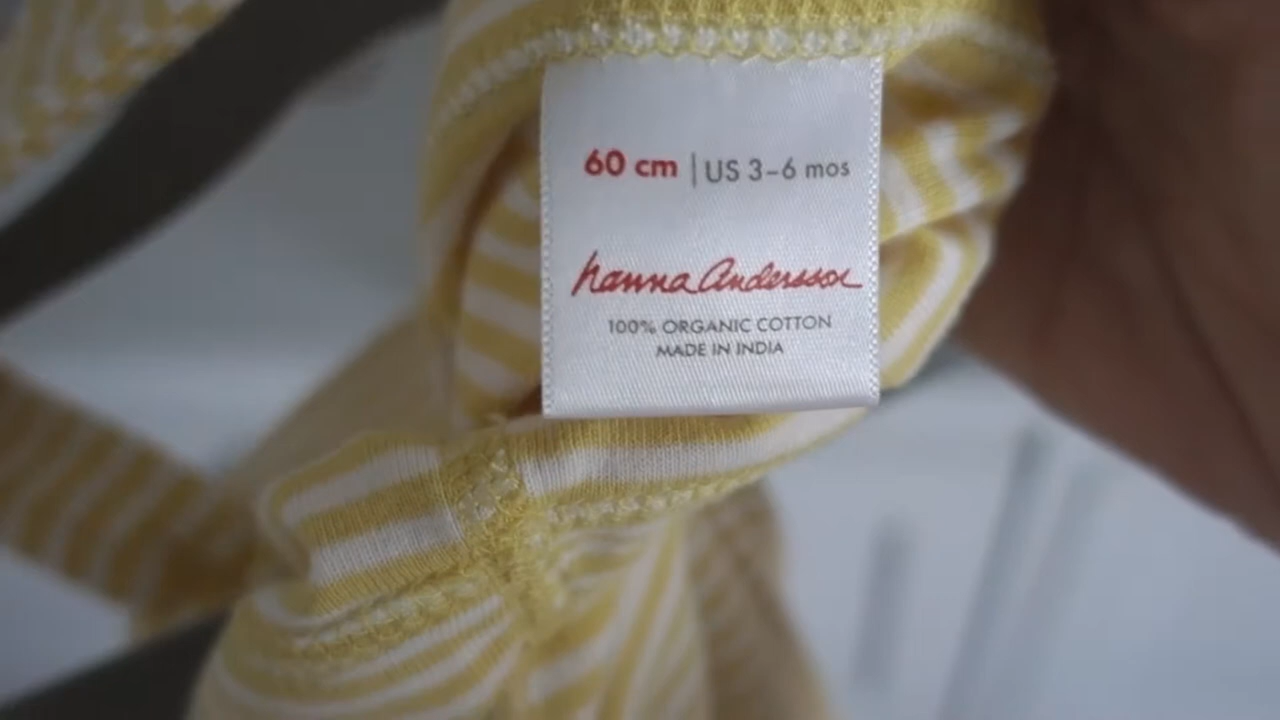 60 cm | US 3-6 mos
hanna Andersson
100% ORGANIC COTTON
MADE IN INDIA